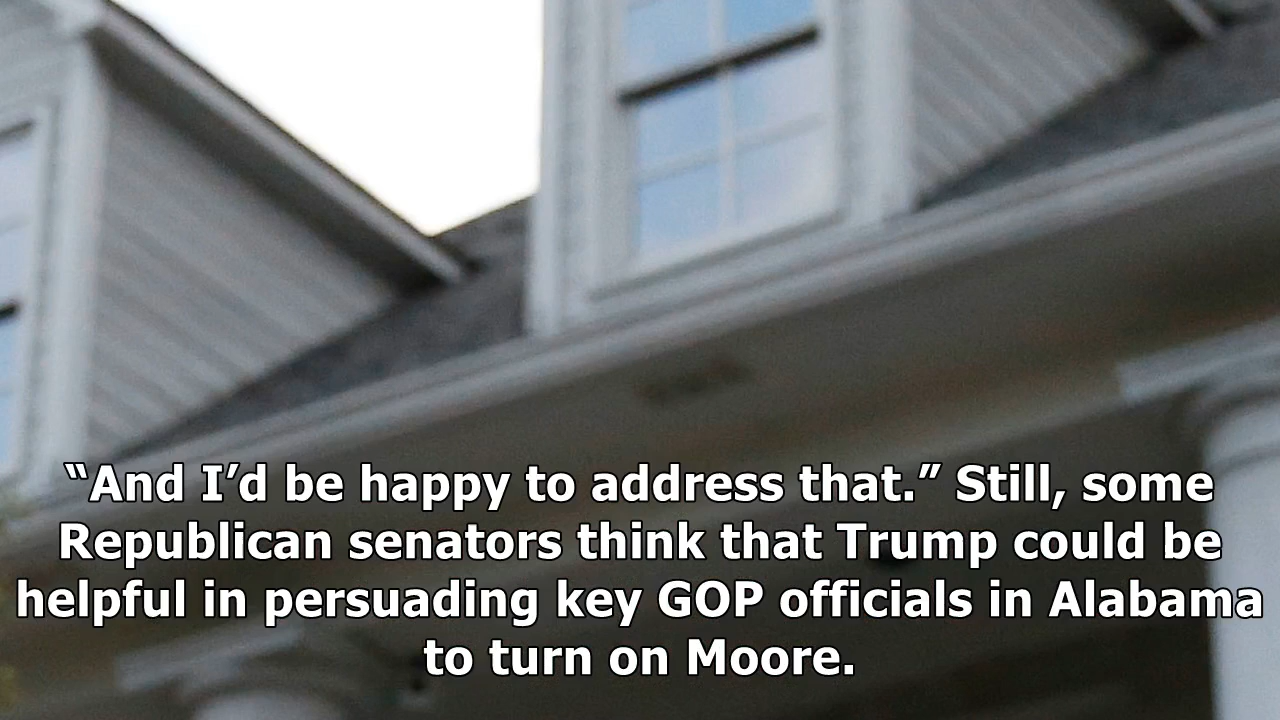 “And I’d be happy to address that.” Still, some
Republican senators think that Trump could be
helpful in persuading key GOP officials in Alabama
to turn on Moore.